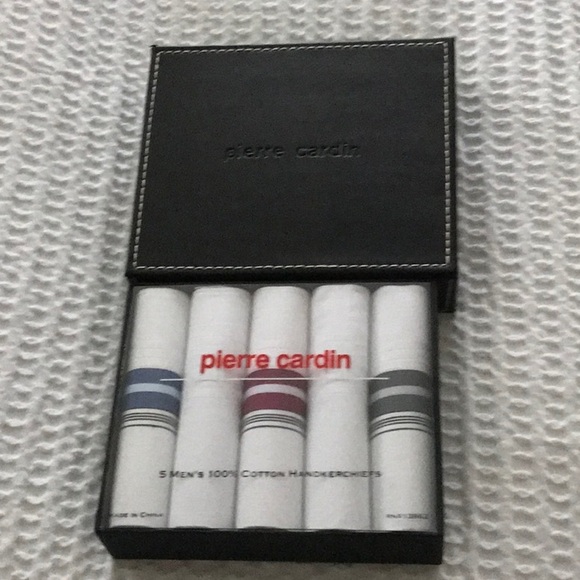 pierre cardin
pierre cardin
5 MEN'S 100% COTTON HANDKERCHIEFS
MADE IN CHINA